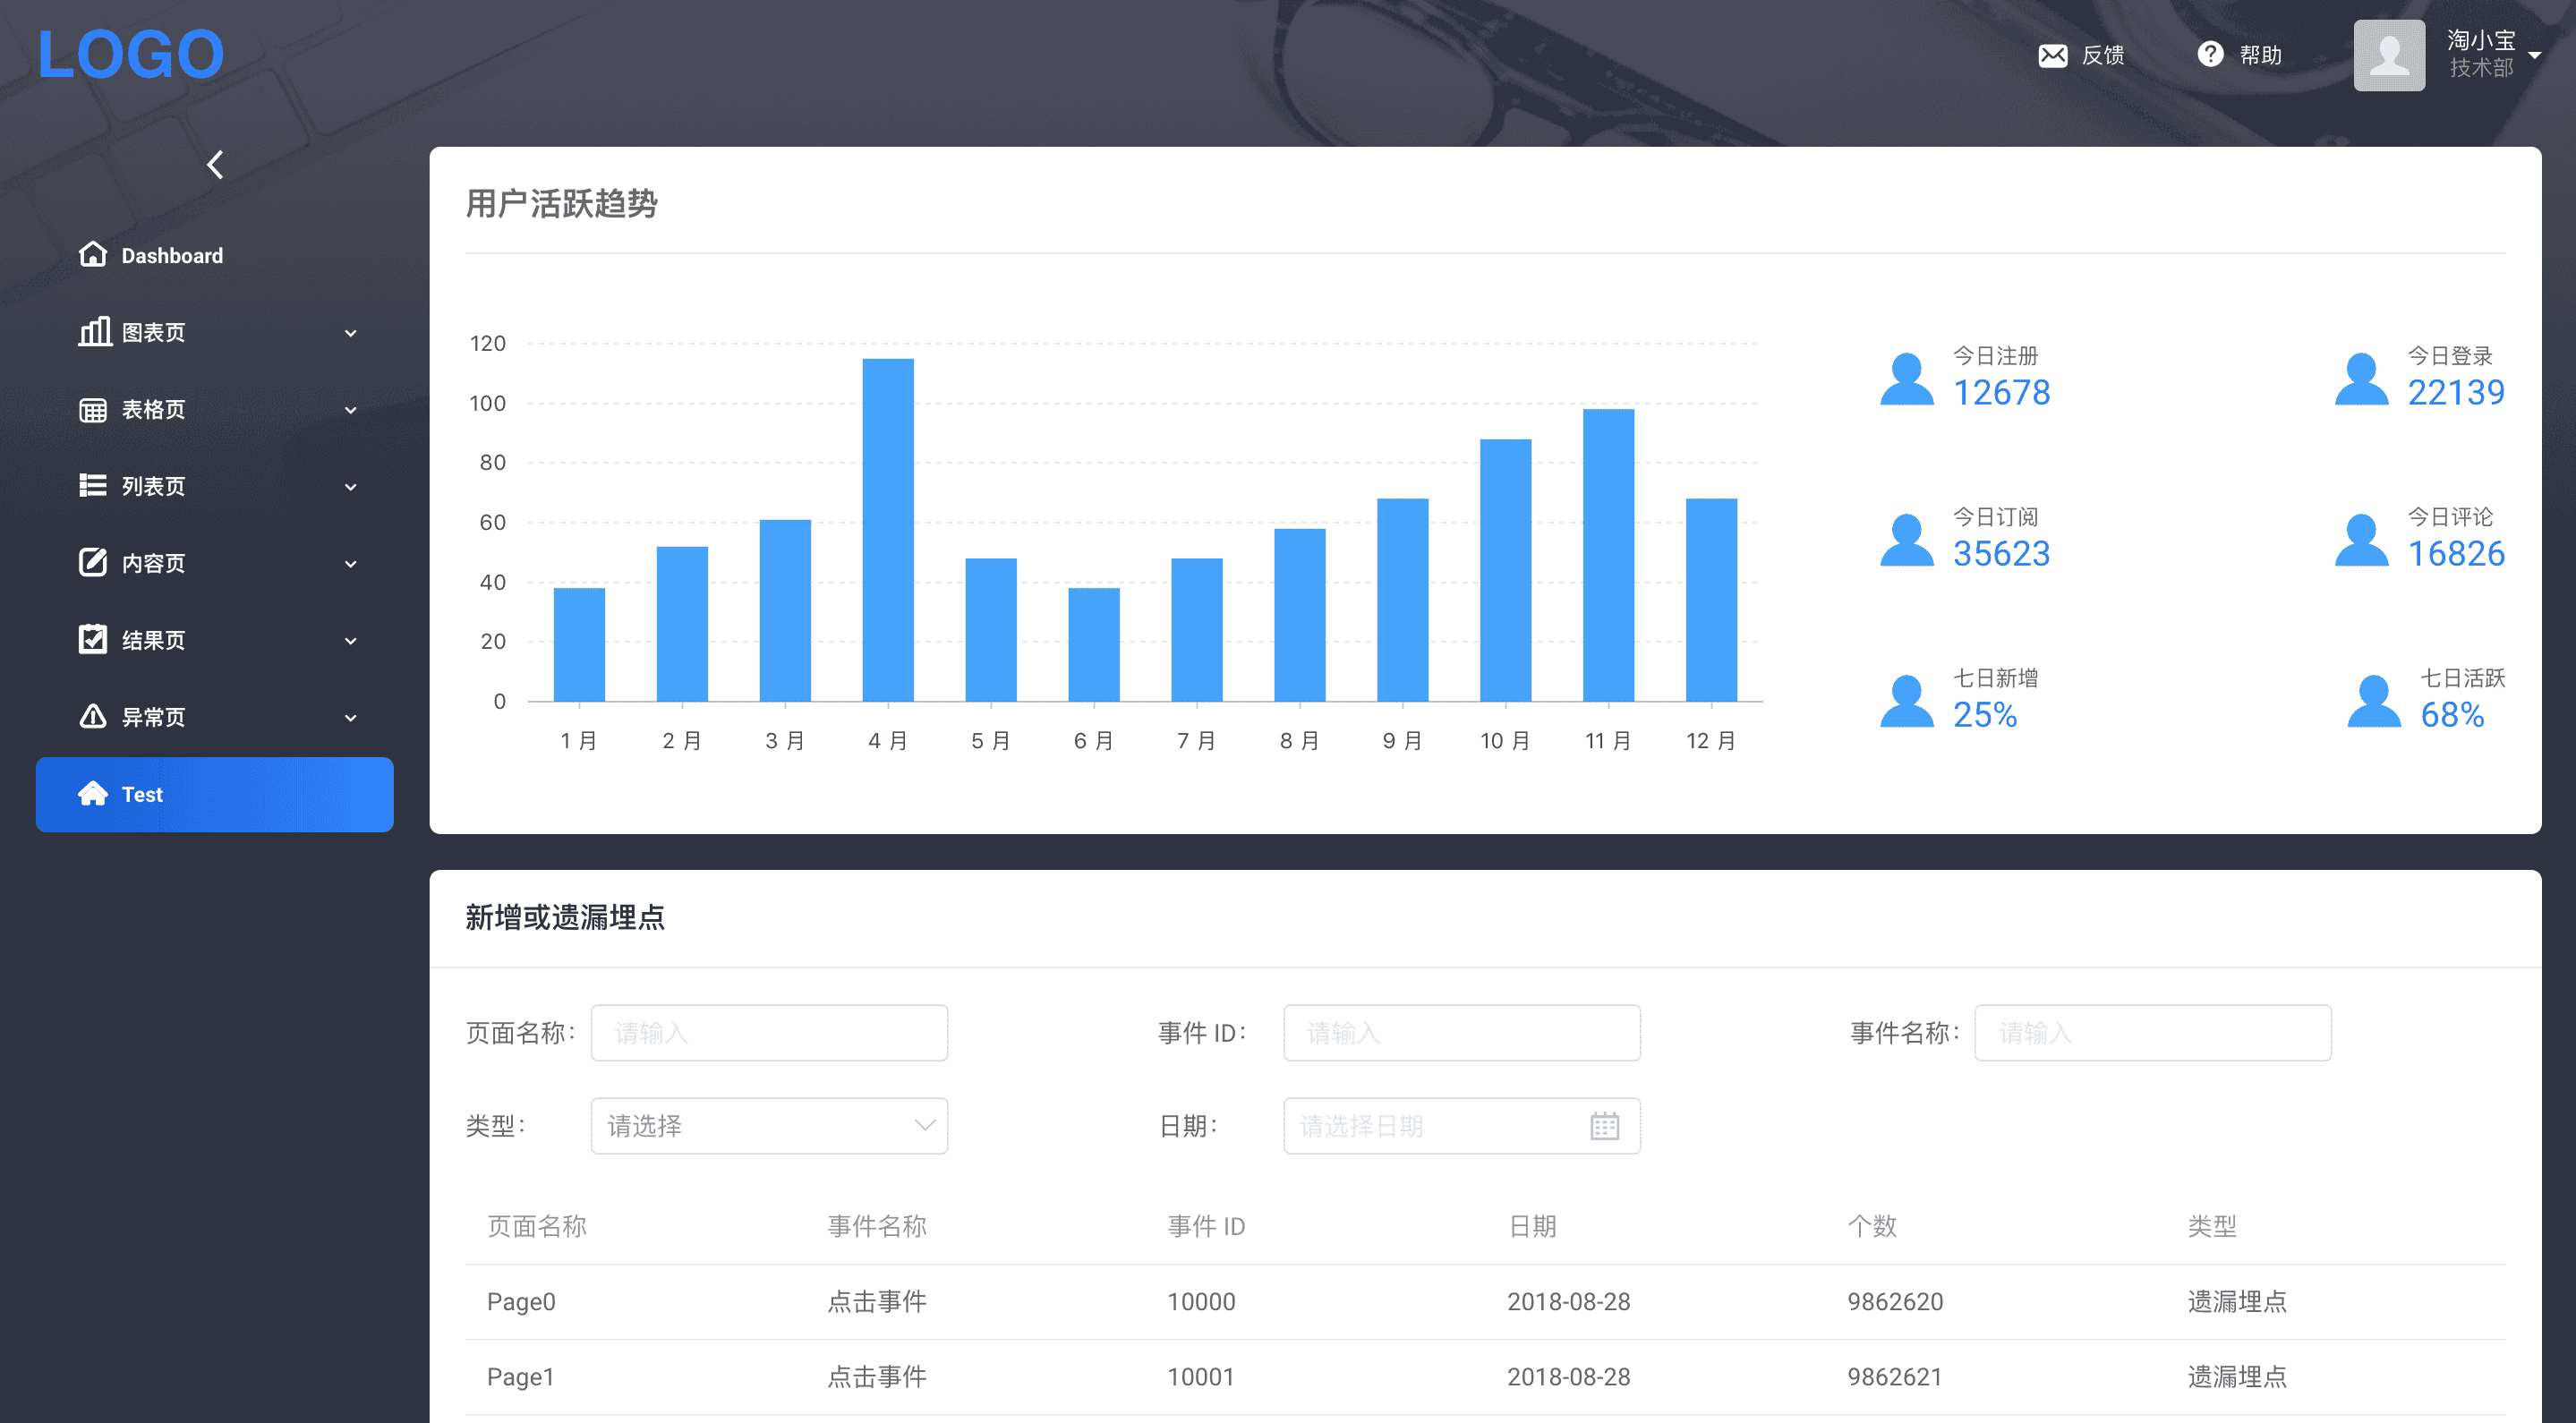 LOGO
反馈
帮助
淘小宝
技术部
Dashboard
图表页
表格页
列表页
内容页
结果页
异常页
Test
用户活跃趋势
120
100
80
60
40
20
0
1 月 2 月 3 月 4 月 5 月 6 月 7 月 8 月 9 月 10 月 11 月 12 月
今日注册
12678
今日登录
22139
今日订阅
35623
今日评论
16826
七日新增
25%
七日活跃
68%
新增或遗漏埋点
页面名称: 请输入 事件 ID: 请输入 事件名称: 请输入
类型: 请选择 日期: 请选择日期
页面名称 事件名称 事件 ID 日期 个数 类型
Page0 点击事件 10000 2018-08-28 9862620 遗漏埋点
Page1 点击事件 10001 2018-08-28 9862621 遗漏埋点